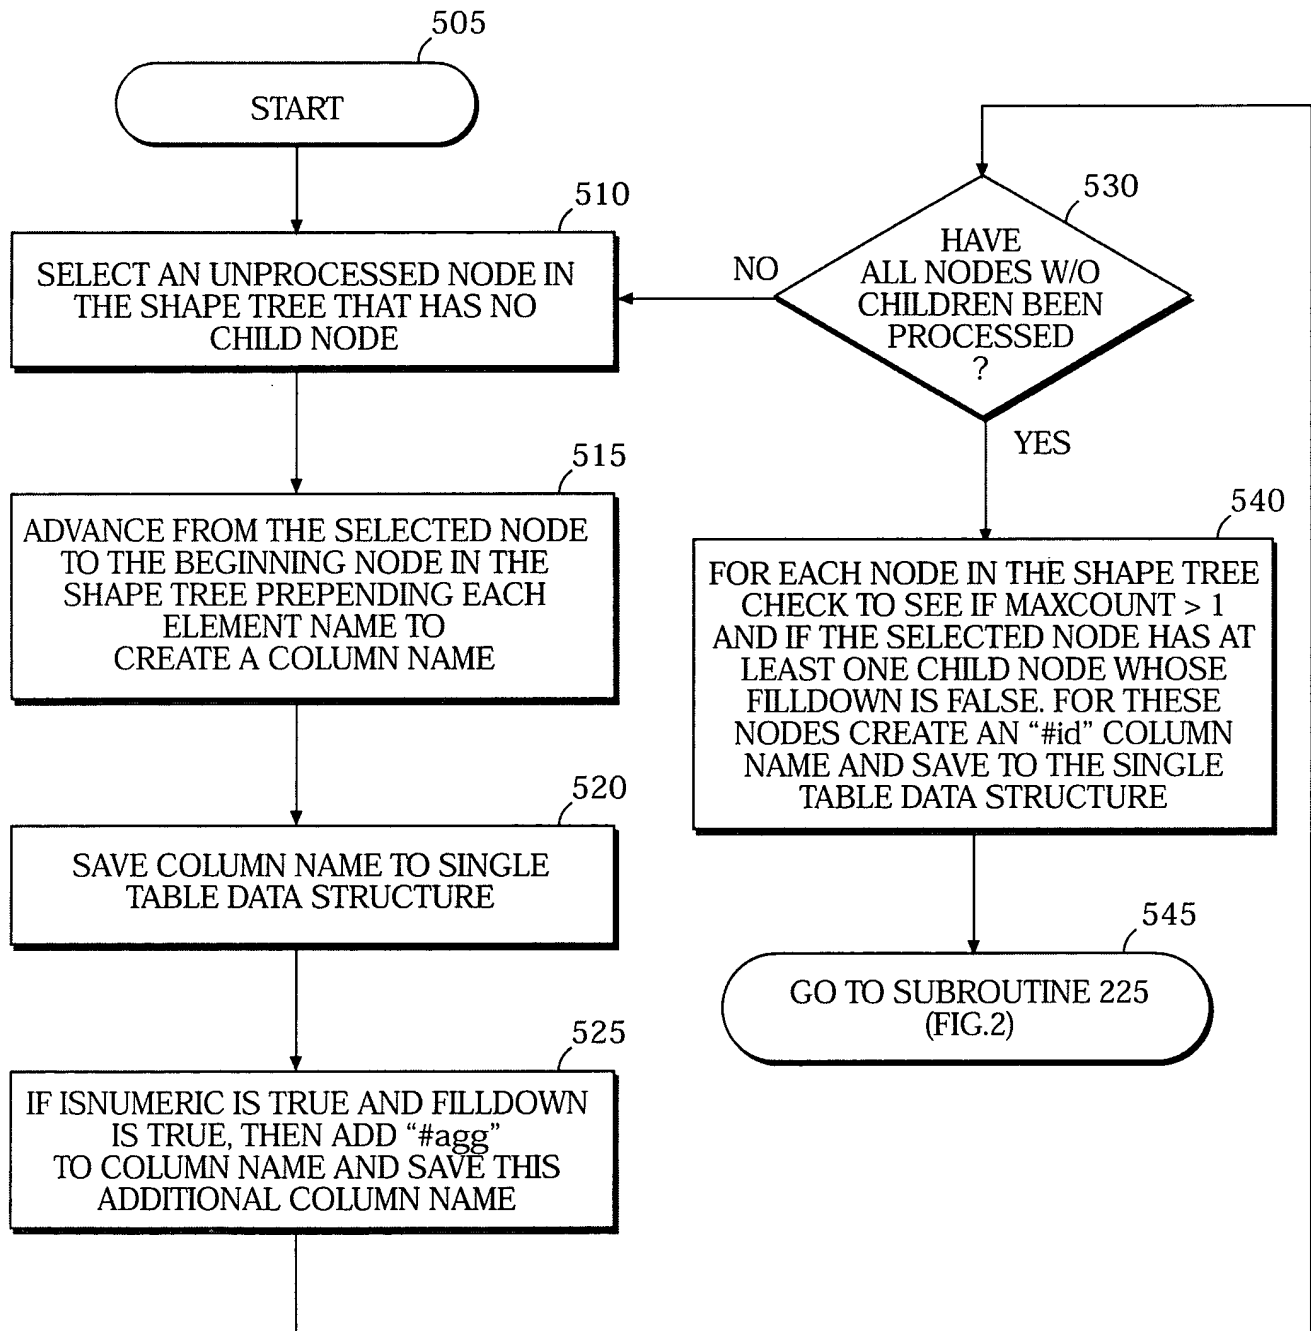 505
START
510
SELECT AN UNPROCESSED NODE IN
THE SHAPE TREE THAT HAS NO
CHILD NODE
515
ADVANCE FROM THE SELECTED NODE
TO THE BEGINNING NODE IN THE
SHAPE TREE PREPENDING EACH
ELEMENT NAME TO
CREATE A COLUMN NAME
520
SAVE COLUMN NAME TO SINGLE
TABLE DATA STRUCTURE
525
IF ISNUMERIC IS TRUE AND FILLDOWN
IS TRUE, THEN ADD “#agg”
TO COLUMN NAME AND SAVE THIS
ADDITIONAL COLUMN NAME
530
HAVE
ALL NODES W/O
CHILDREN BEEN
PROCESSED
?
NO
YES
540
FOR EACH NODE IN THE SHAPE TREE
CHECK TO SEE IF MAXCOUNT > 1
AND IF THE SELECTED NODE HAS AT
LEAST ONE CHILD NODE WHOSE
FILLDOWN IS FALSE. FOR THESE
NODES CREATE AN “#id” COLUMN
NAME AND SAVE TO THE SINGLE
TABLE DATA STRUCTURE
545
GO TO SUBROUTINE 225
(FIG.2)